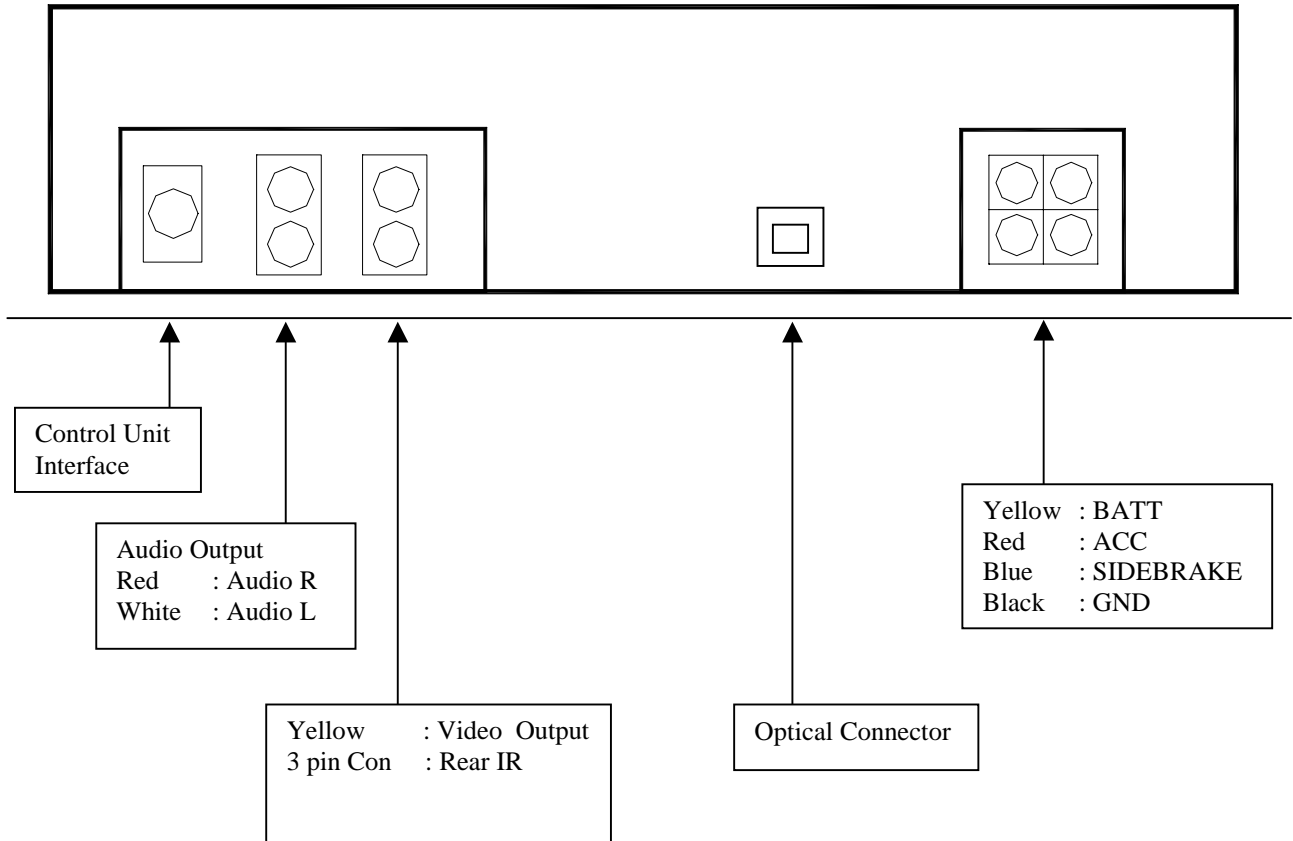 Control Unit
Interface
Audio Output
Red : Audio R
White : Audio L
Yellow : Video Output
3 pin Con : Rear IR
Optical Connector
Yellow : BATT
Red : ACC
Blue : SIDEBRAKE
Black : GND